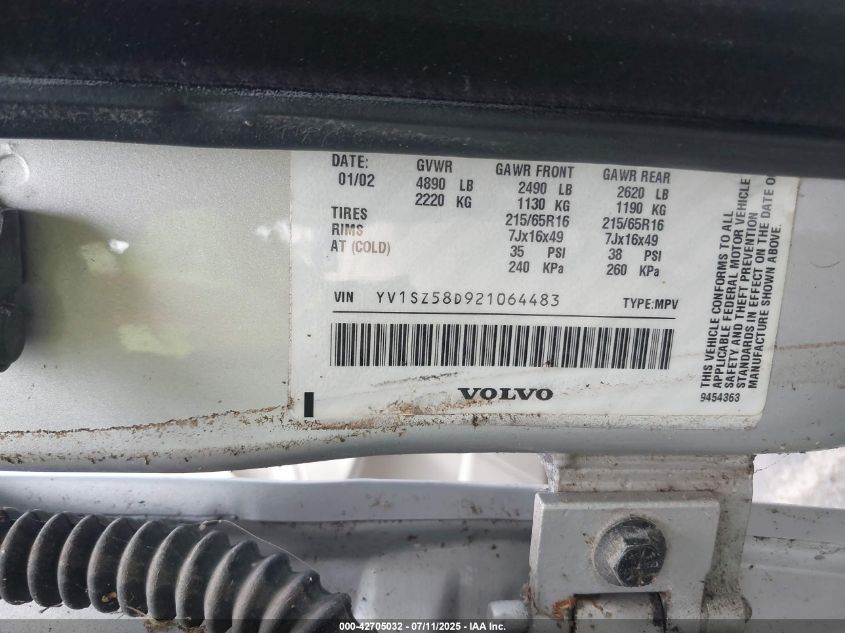 DATE: GVWR GAWR FRONT GAWR REAR
01/02 4890 LB 2490 LB 2620 LB
2220 KG 1130 KG 1190 KG
TIRES 215/65R16 215/65R16
RIMS 7Jx16x49 7Jx16x49
AT (COLD) 35 PSI 38 PSI
240 KPa 260 KPa
VIN YV1SZ58D921064483 TYPE:MPV
VOLVO
THIS VEHICLE CONFORMS TO ALL
APPLICABLE FEDERAL MOTOR VEHICLE
SAFETY AND THEFT PREVENTION
STANDARDS IN EFFECT ON THE DATE OF
MANUFACTURE SHOWN ABOVE.
9454363
000-42705032 - 07/11/2025 - IAA Inc.